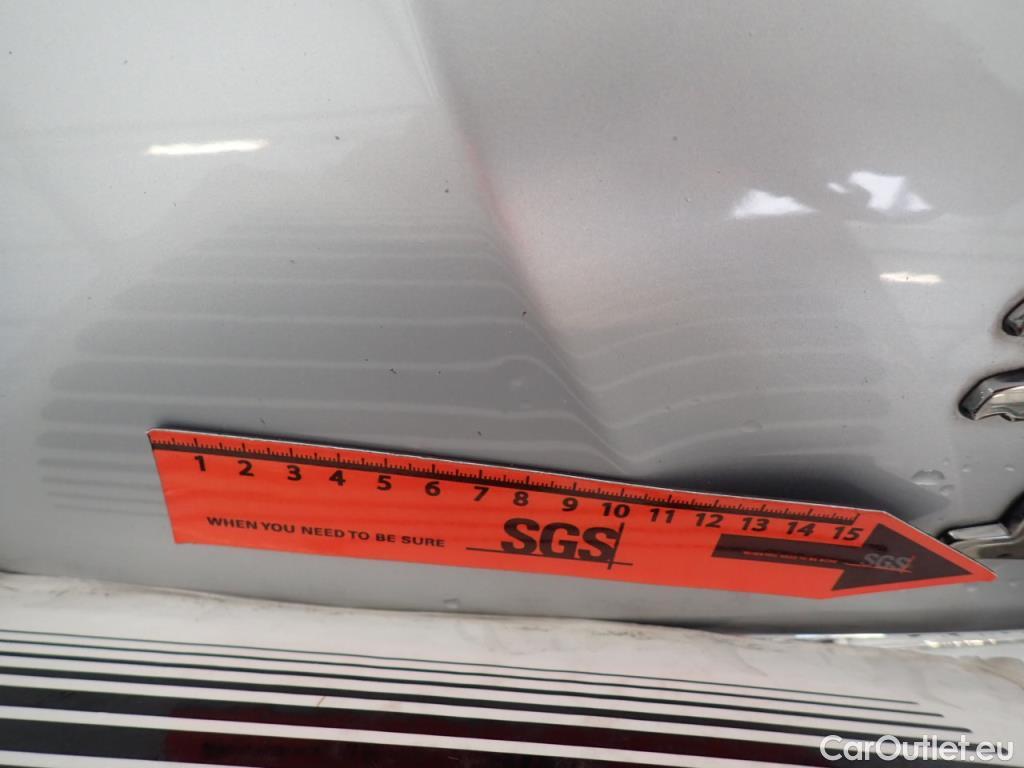 1 2 3 4 5 6 7 8 9 10 11 12 13 14 15
WHEN YOU NEED TO BE SURE SGS
SGS
CarOutlet.eu